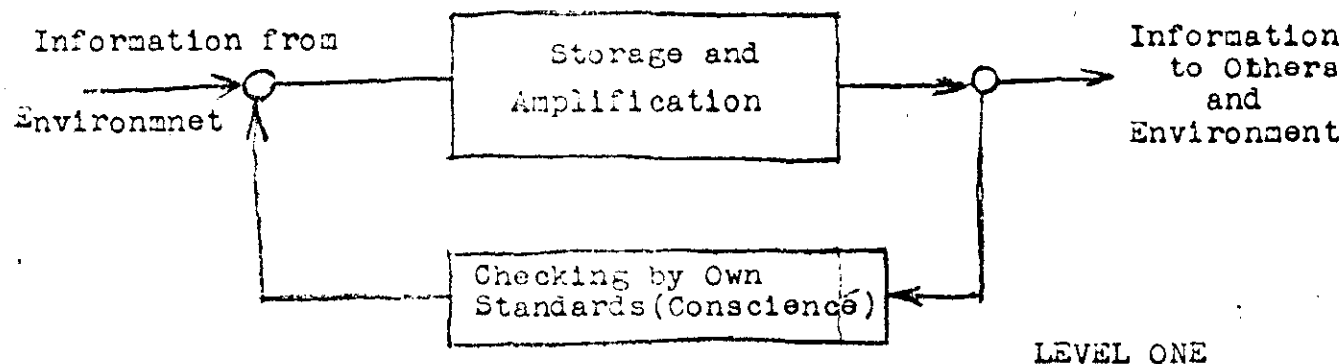 Information from
Environmnet
Storage and
Amplification
Information
to Others
and
Environment
Checking by Own
Standards(Conscience)
LEVEL ONE